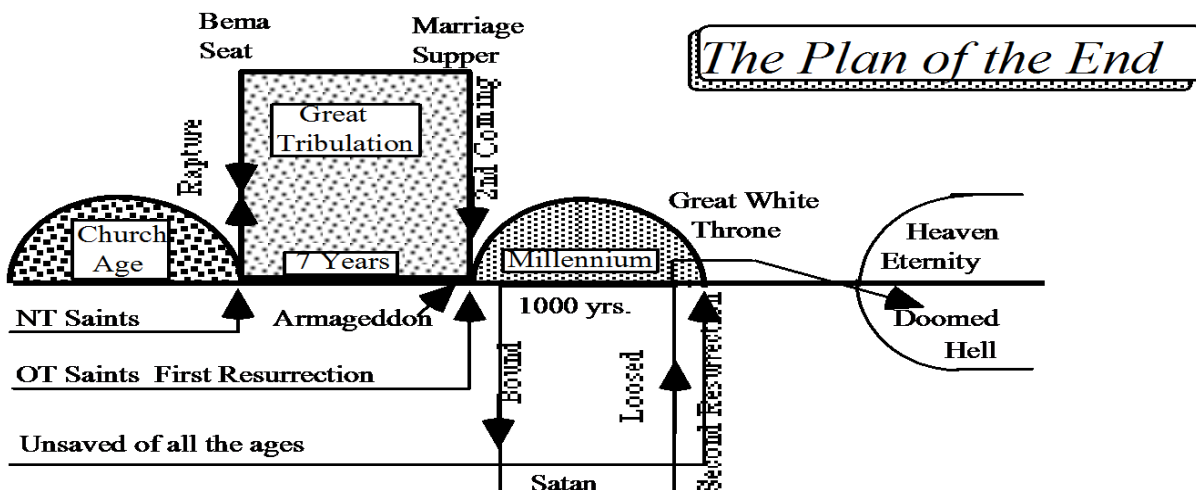 Bema
Seat
Marriage
Supper
The Plan of the End
Great
Tribulation
Rapture
2nd Coming
Church
Age
7 Years
Millennium
Great White
Throne
Heaven
Eternity
NT Saints
Armageddon
1000 yrs.
Doomed
Hell
OT Saints First Resurrection
Bound
Loosed
Second Resurrection
Unsaved of all the ages
Satan